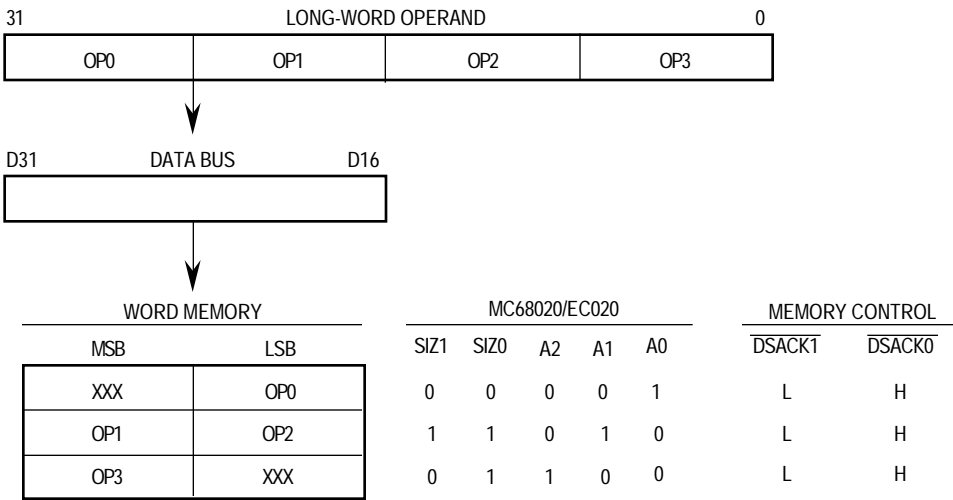 31 LONG-WORD OPERAND 0
OP0 OP1 OP2 OP3
D31 DATA BUS D16
WORD MEMORY MC68020/EC020 MEMORY CONTROL
MSB LSB SIZ1 SIZ0 A2 A1 A0 DSACK1 DSACK0
XXX OP0 0 0 0 0 1 L H
OP1 OP2 1 1 0 1 0 L H
OP3 XXX 0 1 1 0 0 L H